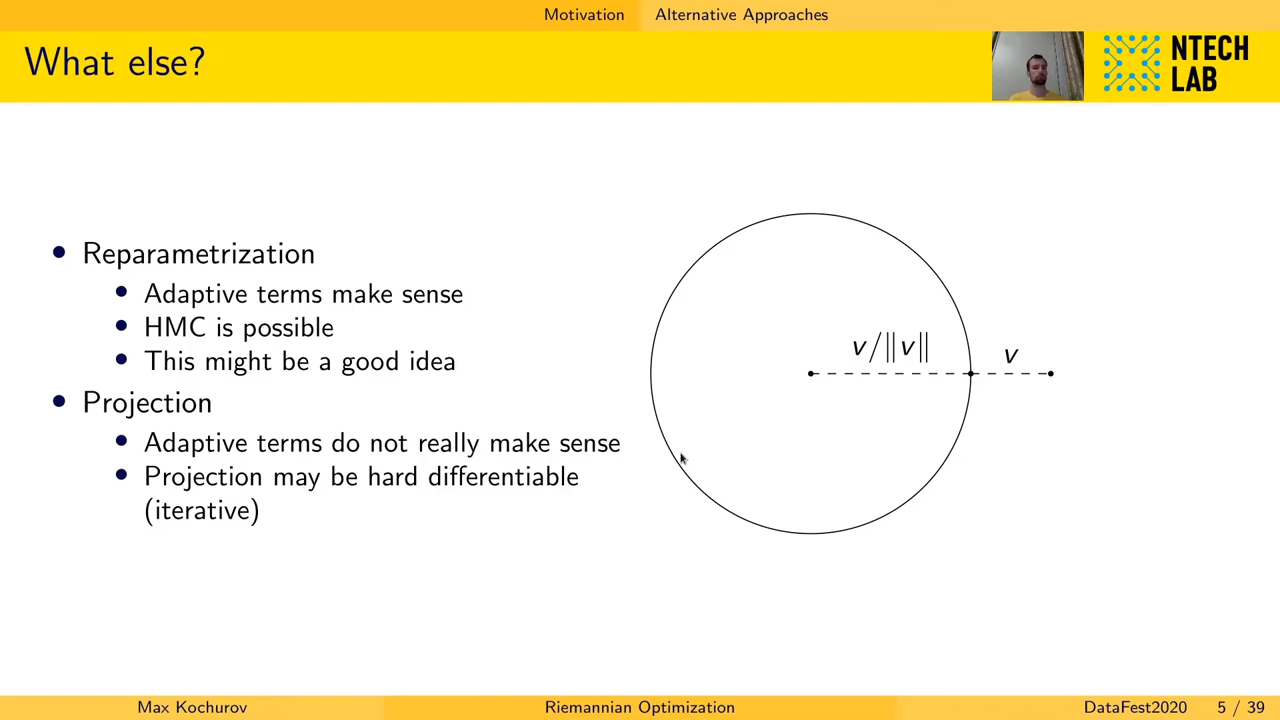 Motivation Alternative Approaches
What else?
NTECH
LAB
• Reparametrization
• Adaptive terms make sense
• HMC is possible
• This might be a good idea
• Projection
• Adaptive terms do not really make sense
• Projection may be hard differentiable
(iterative)
v/‖v‖
v
Max Kochurov Riemannian Optimization DataFest2020 5 / 39